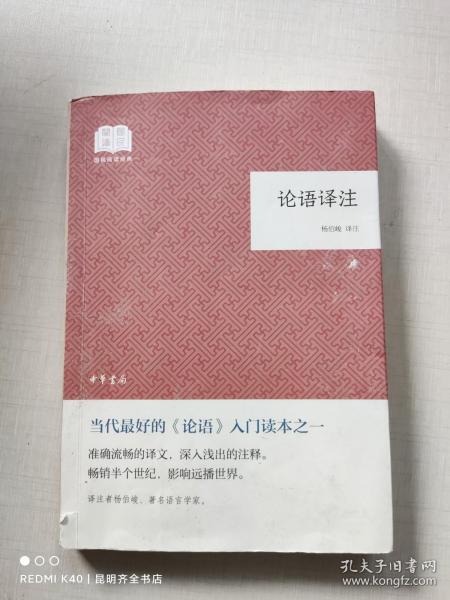 国民阅读经典
论语译注
杨伯峻 译注
中华书局
当代最好的《论语》入门读本之一
准确流畅的译文，深入浅出的注释。
畅销半个世纪，影响远播世界。
译注者杨伯峻，著名语言学家。
REDMI K40 | 昆明齐全书店
孔夫子旧书网
www.kongfz.com